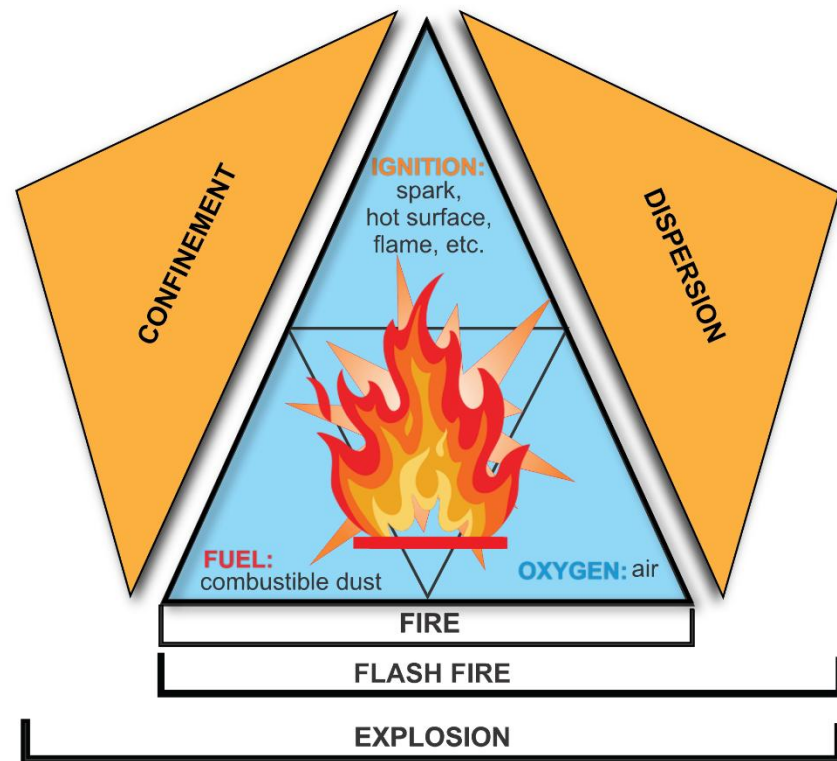 CONFINEMENT
IGNITION:
spark,
hot surface,
flame, etc.
DISPERSION
FUEL:
combustible dust
OXYGEN: air
FIRE
FLASH FIRE
EXPLOSION